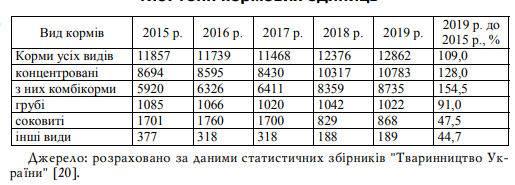 Вид кормів 2015 р. 2016 р. 2017 р. 2018 р. 2019 р. 2019 р. до 2015 р., %
Корми усіх видів 11857 11739 11468 12376 12862 109,0
концентровані 8694 8595 8430 10317 10783 128,0
з них комбікорми 5920 6326 6411 8359 8735 154,5
грубі 1085 1066 1020 1042 1022 91,0
соковиті 1701 1760 1700 829 868 47,5
інші види 377 318 318 188 189 44,7
Джерело: розраховано за даними статистичних збірників "Тваринництво Ук-
раїни" [20].